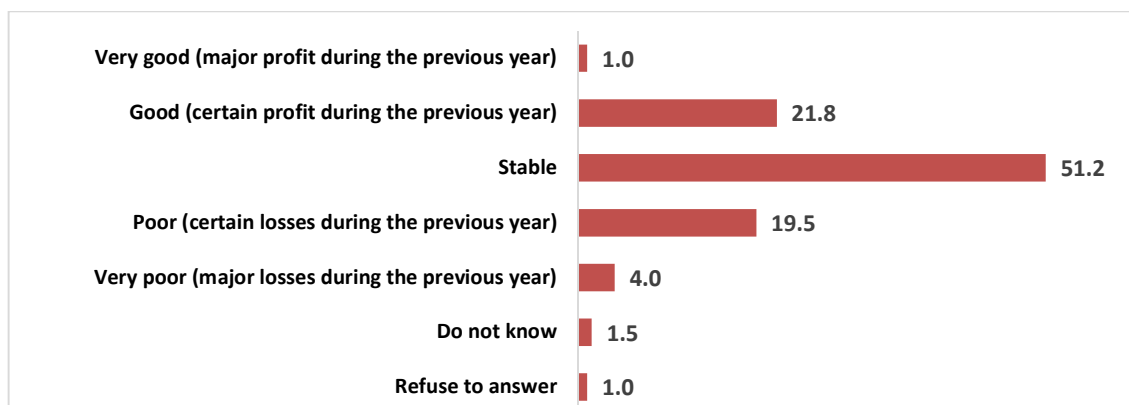 Very good (major profit during the previous year) 1.0
Good (certain profit during the previous year) 21.8
Stable 51.2
Poor (certain losses during the previous year) 19.5
Very poor (major losses during the previous year) 4.0
Do not know 1.5
Refuse to answer 1.0